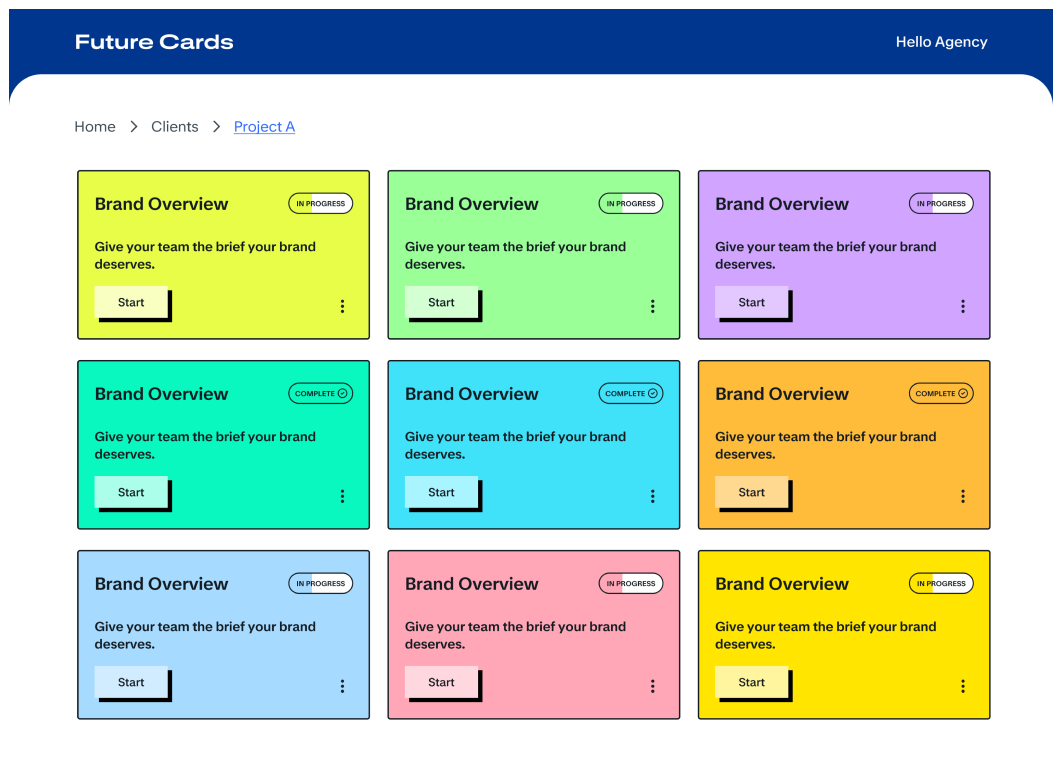 Future Cards
Hello Agency
Home > Clients > Project A
Brand Overview
IN PROGRESS
Give your team the brief your brand
deserves.
Start
Brand Overview
IN PROGRESS
Give your team the brief your brand
deserves.
Start
Brand Overview
IN PROGRESS
Give your team the brief your brand
deserves.
Start
Brand Overview
COMPLETE
Give your team the brief your brand
deserves.
Start
Brand Overview
COMPLETE
Give your team the brief your brand
deserves.
Start
Brand Overview
COMPLETE
Give your team the brief your brand
deserves.
Start
Brand Overview
IN PROGRESS
Give your team the brief your brand
deserves.
Start
Brand Overview
IN PROGRESS
Give your team the brief your brand
deserves.
Start
Brand Overview
IN PROGRESS
Give your team the brief your brand
deserves.
Start